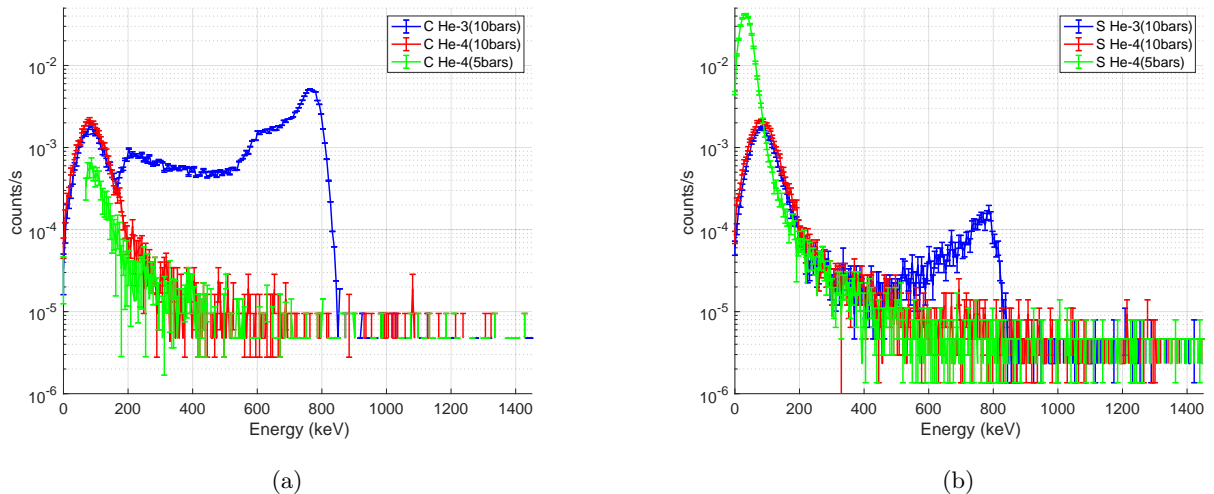 C He-3(10bars)
C He-4(10bars)
C He-4(5bars)
counts/s
10⁻²
10⁻³
10⁻⁴
10⁻⁵
10⁻⁶
0 200 400 600 800 1000 1200 1400
Energy (keV)
(a)
S He-3(10bars)
S He-4(10bars)
S He-4(5bars)
counts/s
10⁻²
10⁻³
10⁻⁴
10⁻⁵
10⁻⁶
0 200 400 600 800 1000 1200 1400
Energy (keV)
(b)